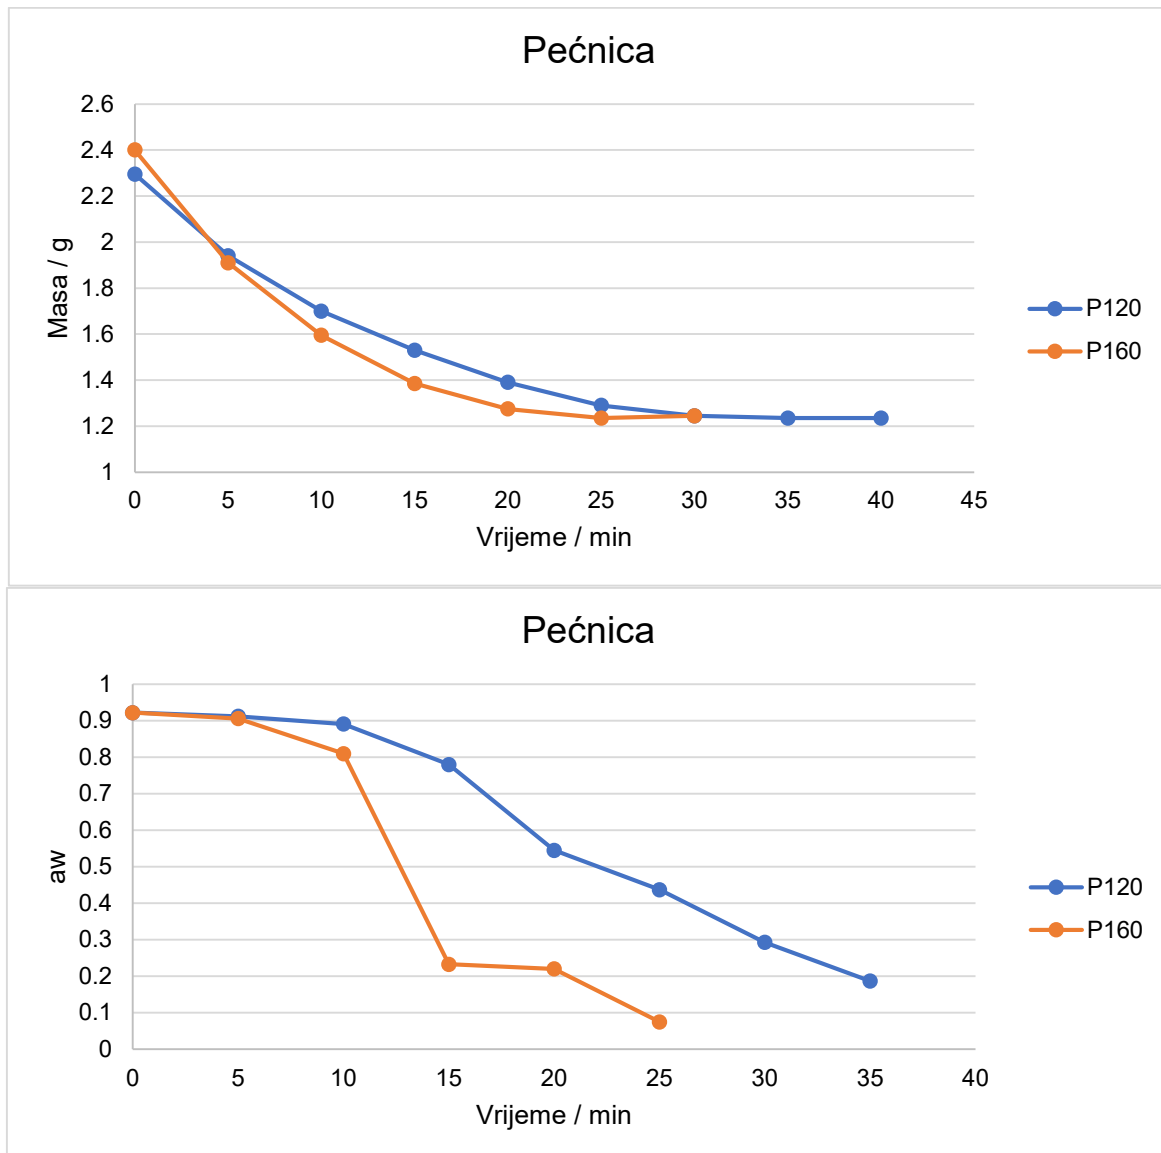 Pećnica
2.6
2.4
2.2
2
1.8
1.6
1.4
1.2
1
Masa / g
0 5 10 15 20 25 30 35 40 45
Vrijeme / min
P120
P160
Pećnica
1
0.9
0.8
0.7
0.6
0.5
0.4
0.3
0.2
0.1
0
aw
0 5 10 15 20 25 30 35 40
Vrijeme / min
P120
P160